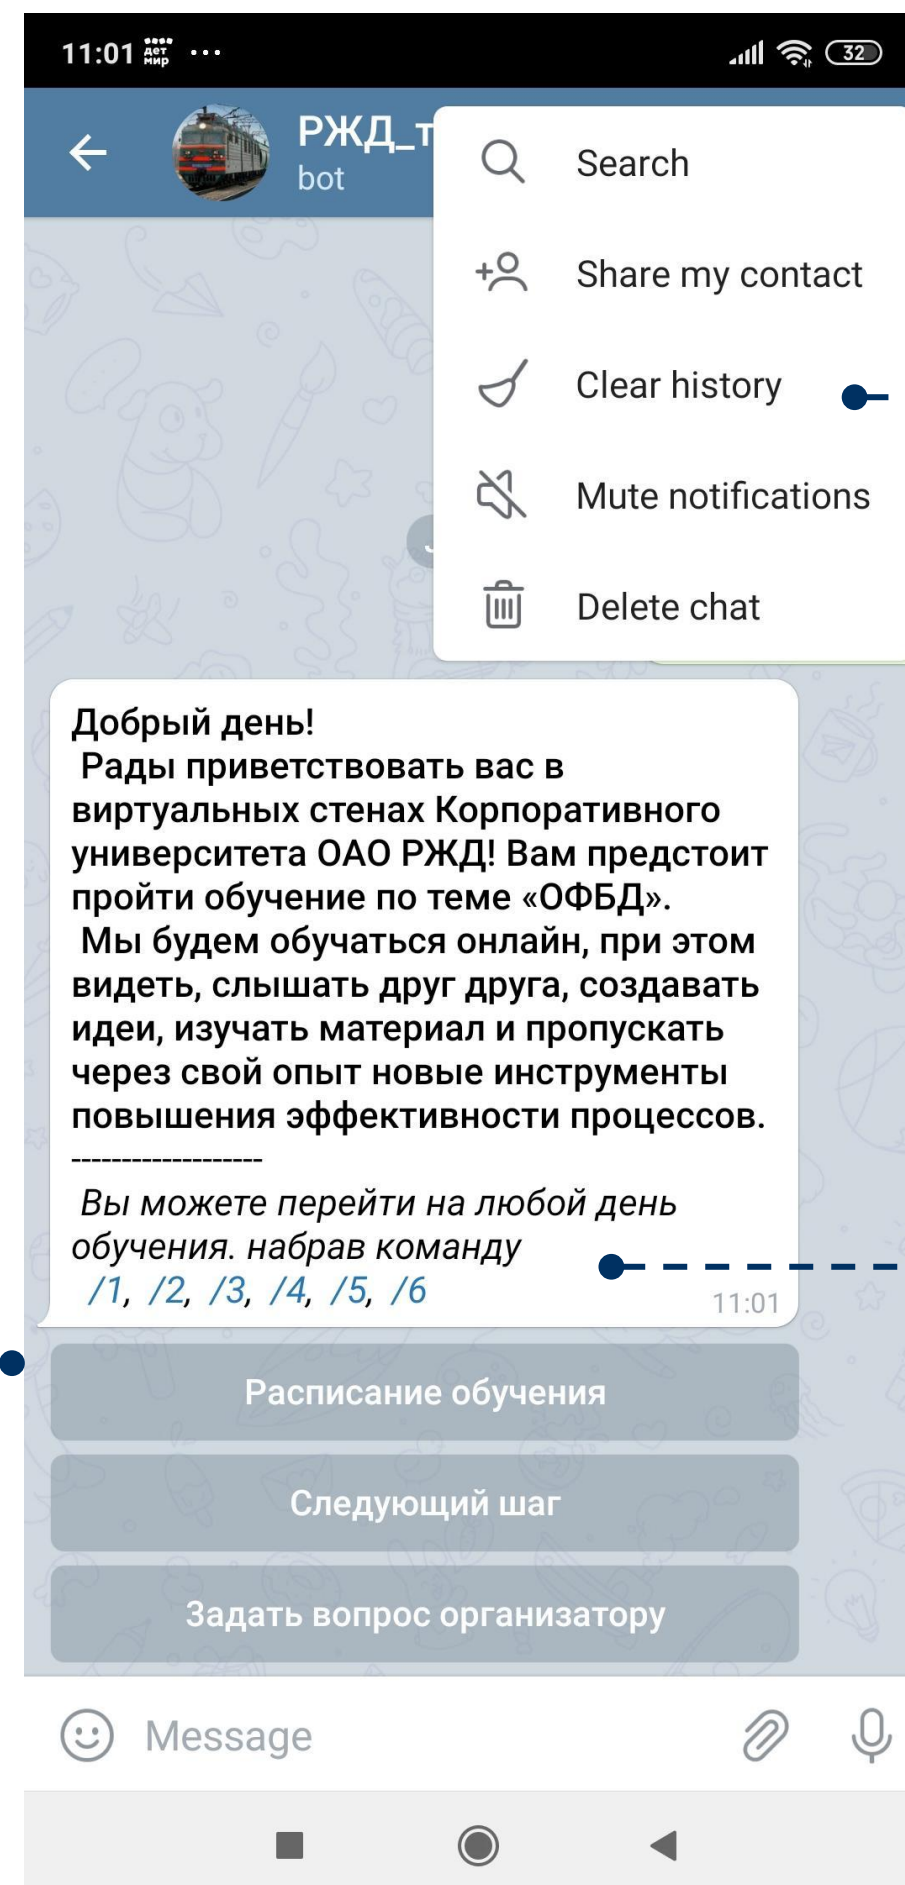 11:01 дет мир ...
32
РЖД_т
bot
Search
Share my contact
Clear history
Mute notifications
Delete chat
Добрый день!
Рады приветствовать вас в
виртуальных стенах Корпоративного
университета ОАО РЖД! Вам предстоит
пройти обучение по теме «ОФБД».
Мы будем обучаться онлайн, при этом
видеть, слышать друг друга, создавать
идеи, изучать материал и пропускать
через свой опыт новые инструменты
повышения эффективности процессов.
-------------------
Вы можете перейти на любой день
обучения. набрав команду
/1, /2, /3, /4, /5, /6
11:01
Расписание обучения
Следующий шаг
Задать вопрос организатору
Message